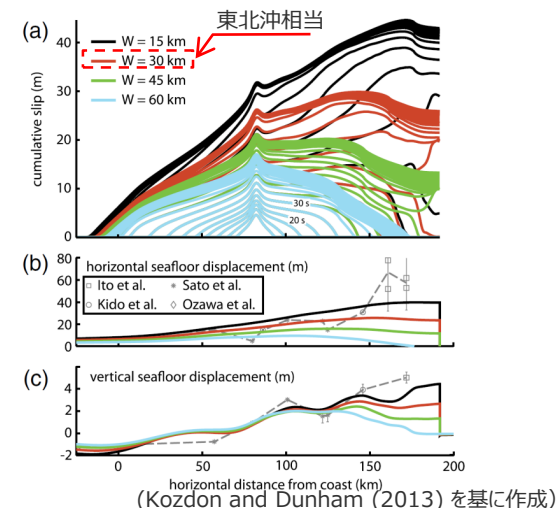 東北沖相当
(a)
W = 15 km
W = 30 km
W = 45 km
W = 60 km
cumulative slip (m)
40
30
20
10
0
30 s
20 s
(b)
horizontal seafloor displacement (m)
80
60
40
20
0
Ito et al.
Sato et al.
Kido et al.
Ozawa et al.
(c)
vertical seafloor displacement (m)
6
4
2
0
-2
0
50
100
150
200
horizontal distance from coast (km)
(Kozdon and Dunham (2013) を基に作成)